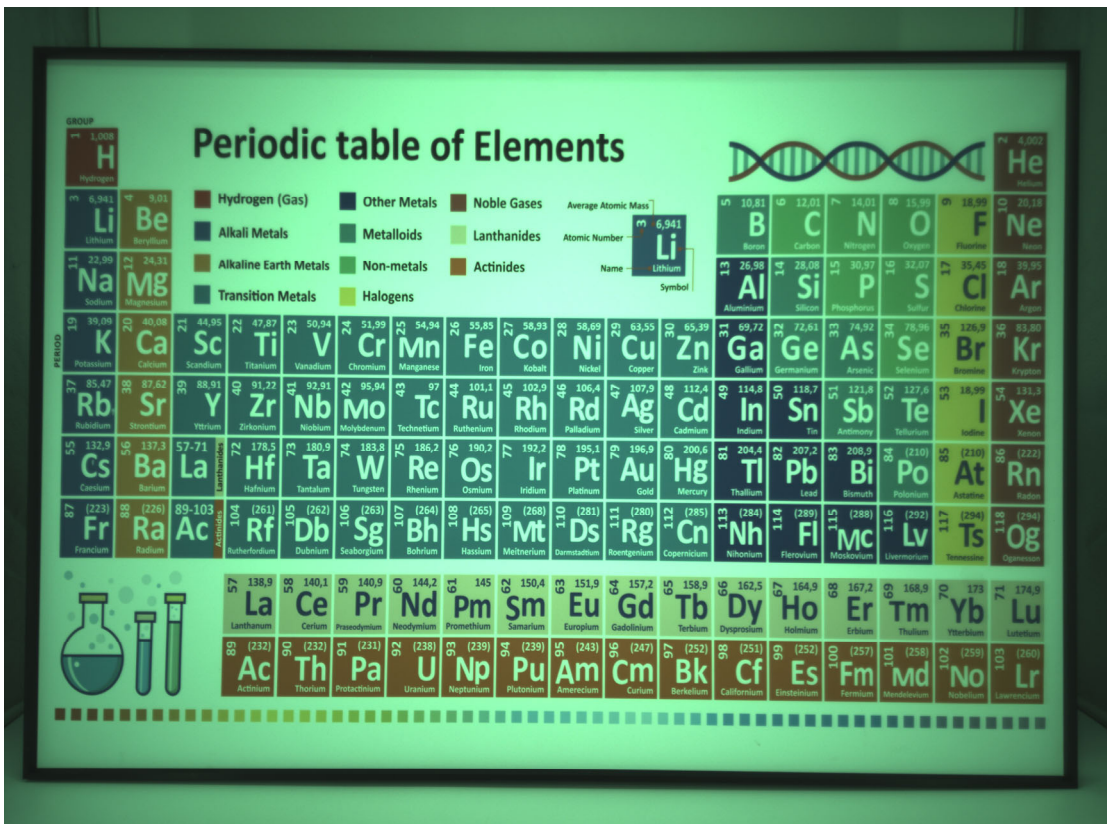 GROUP
PERIOD
Periodic table of Elements
Hydrogen (Gas)
Alkali Metals
Alkaline Earth Metals
Transition Metals
Other Metals
Metalloids
Non-metals
Halogens
Noble Gases
Lanthanides
Actinides
Average Atomic Mass
Atomic Number
Name
Symbol
3 6,941
Li
Lithium
1 1,008 2 4,002
H He
Hydrogen Helium
3 6,941 4 9,01 5 10,81 6 12,01 7 14,01 8 15,99 9 18,99 10 20,18
Li Be B C N O F Ne
Lithium Beryllium Boron Carbon Nitrogen Oxygen Fluorine Neon
11 22,99 12 24,31 13 26,98 14 28,08 15 30,97 16 32,07 17 35,45 18 39,95
Na Mg Al Si P S Cl Ar
Sodium Magnesium Aluminium Silicon Phosphorus Sulfur Chlorine Argon
19 39,09 20 40,08 21 44,95 22 47,87 23 50,94 24 51,99 25 54,94 26 55,85 27 58,93 28 58,69 29 63,55 30 65,39 31 69,72 32 72,61 33 74,92 34 78,96 35 126,9 36 83,80
K Ca Sc Ti V Cr Mn Fe Co Ni Cu Zn Ga Ge As Se Br Kr
Potassium Calcium Scandium Titanium Vanadium Chromium Manganese Iron Kobalt Nickel Copper Zink Gallium Germanium Arsenic Selenium Bromine Krypton
37 85,47 38 87,62 39 88,91 40 91,22 41 92,91 42 95,94 43 97 44 101,1 45 102,9 46 106,4 47 107,9 48 112,4 49 114,8 50 118,7 51 121,8 52 127,6 53 18,99 54 131,3
Rb Sr Y Zr Nb Mo Tc Ru Rh Rd Ag Cd In Sn Sb Te I Xe
Rubidium Strontium Yttrium Zirkonium Niobium Molybdenum Technetium Ruthenium Rhodium Palladium Silver Cadmium Indium Tin Antimony Tellurium Iodine Xenon
55 132,9 56 137,3 57-71 72 178,5 73 180,9 74 183,8 75 186,2 76 190,2 77 192,2 78 195,1 79 196,9 80 200,6 81 204,4 82 207,2 83 208,9 84 (210) 85 (210) 86 (222)
Cs Ba La Hf Ta W Re Os Ir Pt Au Hg Tl Pb Bi Po At Rn
Caesium Barium Lanthanides Hafnium Tantalum Tungsten Rhenium Osmium Iridium Platinum Gold Mercury Thallium Lead Bismuth Polonium Astatine Radon
87 (223) 88 (226) 89-103 104 (261) 105 (262) 106 (263) 107 (264) 108 (265) 109 (268) 110 (281) 111 (280) 112 (285) 113 (284) 114 (289) 115 (288) 116 (292) 117 (294) 118 (294)
Fr Ra Ac Rf Db Sg Bh Hs Mt Ds Rg Cn Nh Fl Mc Lv Ts Og
Francium Radium Actinides Rutherfordium Dubnium Seaborgium Bohrium Hassium Meitnerium Darmstadtium Roentgenium Copernicium Nihonium Flerovium Moskovium Livermorium Tennessine Oganesson
57 138,9 58 140,1 59 140,9 60 144,2 61 145 62 150,4 63 151,9 64 157,2 65 158,9 66 162,5 67 164,9 68 167,2 69 168,9 70 173 71 174,9
La Ce Pr Nd Pm Sm Eu Gd Tb Dy Ho Er Tm Yb Lu
Lanthanum Cerium Praseodymium Neodymium Promethium Samarium Europium Gadolinium Terbium Dysprosium Holmium Erbium Thulium Ytterbium Lutetium
89 (232) 90 (232) 91 (231) 92 (238) 93 (239) 94 (239) 95 (243) 96 (247) 97 (252) 98 (251) 99 (252) 100 (257) 101 (258) 102 (259) 103 (260)
Ac Th Pa U Np Pu Am Cm Bk Cf Es Fm Md No Lr
Actinium Thorium Protactinium Uranium Neptunium Plutonium Amerecium Curium Berkelium Californium Einsteinium Fermium Mendelevium Nobelium Lawrencium